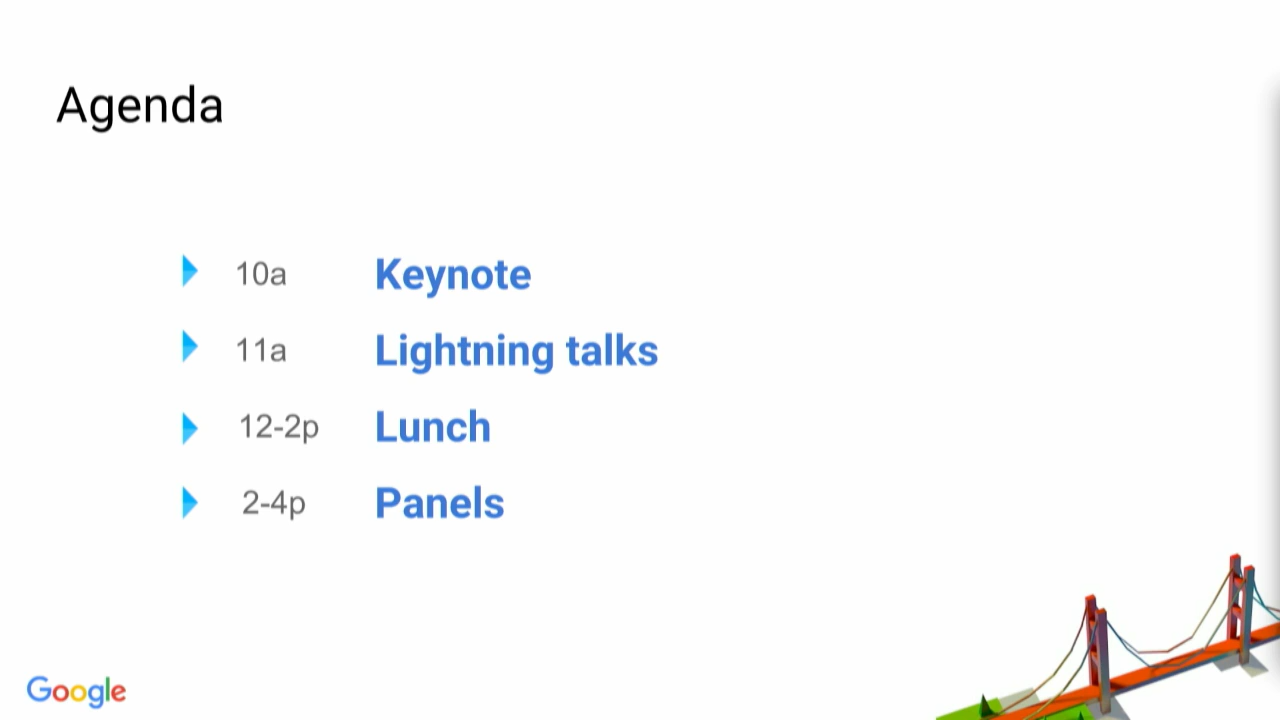 Agenda
10a Keynote
11a Lightning talks
12-2p Lunch
2-4p Panels
Google